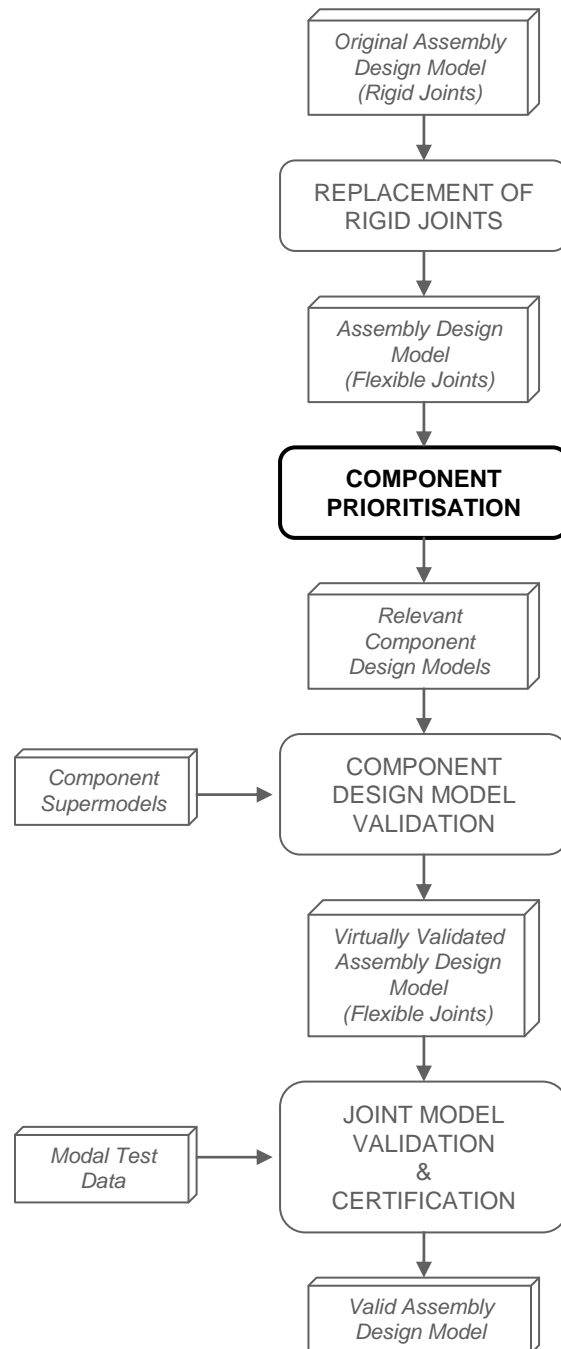 Original Assembly
Design Model
(Rigid Joints)
REPLACEMENT OF
RIGID JOINTS
Assembly Design
Model
(Flexible Joints)
COMPONENT
PRIORITISATION
Relevant
Component
Design Models
Component
Supermodels
COMPONENT
DESIGN MODEL
VALIDATION
Virtually Validated
Assembly Design
Model
(Flexible Joints)
Modal Test
Data
JOINT MODEL
VALIDATION
&
CERTIFICATION
Valid Assembly
Design Model